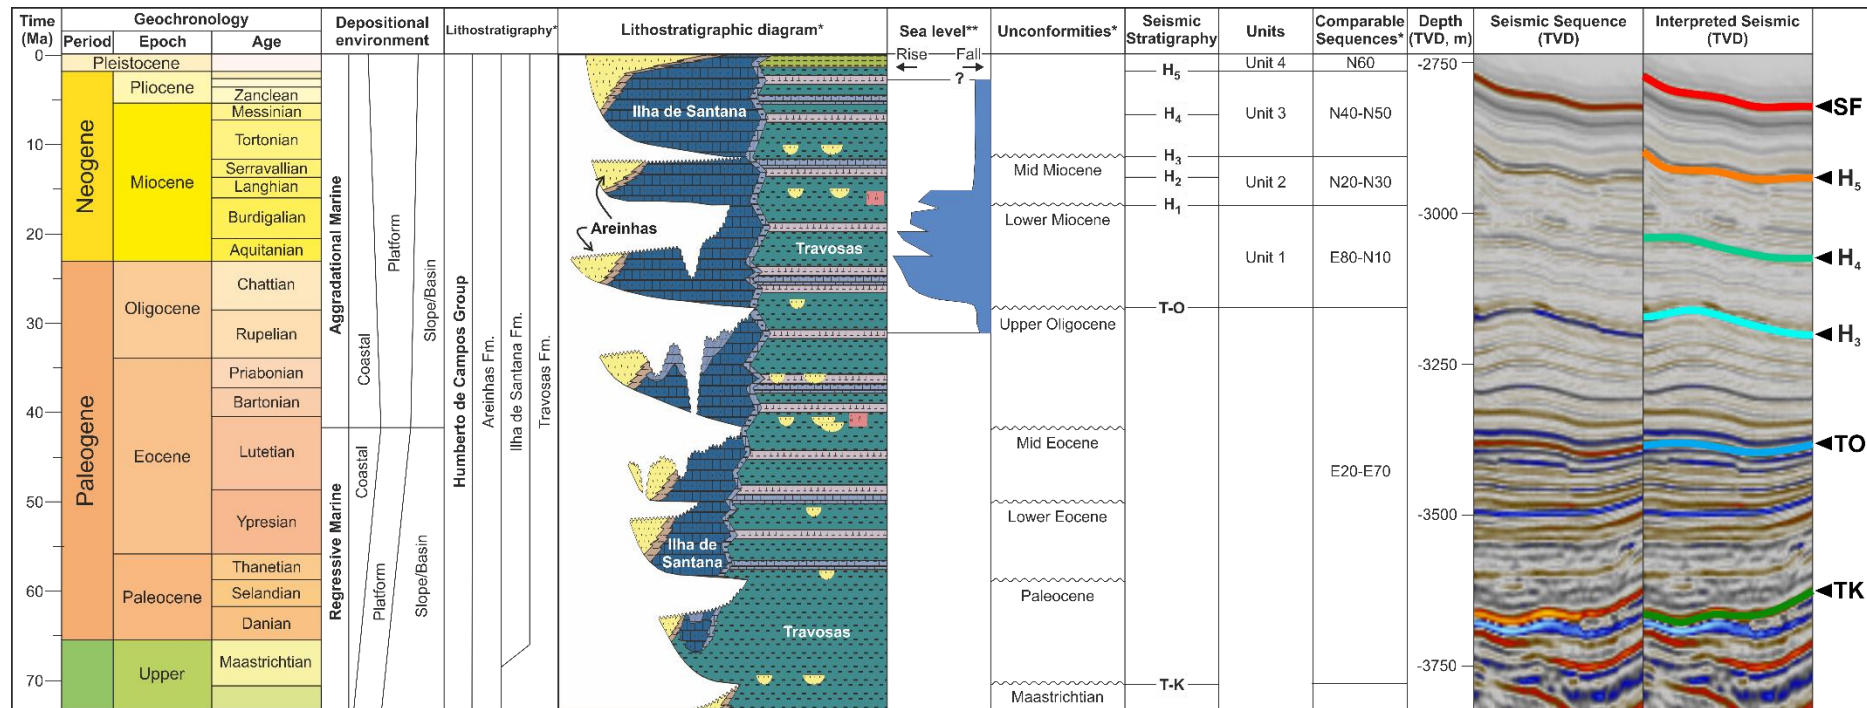 Time
(Ma)
Geochronology
Period
Epoch
Age
Depositional
environment
Lithostratigraphy*
Lithostratigraphic diagram*
Sea level**
Rise
Fall
Unconformities*
Seismic
Stratigraphy
Units
Comparable
Sequences*
Depth
(TVD, m)
Seismic Sequence
(TVD)
Interpreted Seismic
(TVD)
0
10
20
30
40
50
60
70
Pleistocene
Neogene
Paleogene
Pliocene
Miocene
Oligocene
Eocene
Paleocene
Upper
Zanclean
Messinian
Tortonian
Serravallian
Langhian
Burdigalian
Aquitanian
Chattian
Rupelian
Priabonian
Bartonian
Lutetian
Ypresian
Thanetian
Selandian
Danian
Maastrichtian
Aggradational Marine
Coastal
Platform
Slope/Basin
Regressive Marine
Coastal
Platform
Slope/Basin
Humberto de Campos Group
Areinhas Fm.
Ilha de Santana Fm.
Travosas Fm.
Ilha de Santana
Areinhas
Travosas
Ilha de
Santana
Travosas
?
Mid Miocene
Lower Miocene
Upper Oligocene
Mid Eocene
Lower Eocene
Paleocene
Maastrichtian
H5
H4
H3
H2
H1
T-O
T-K
Unit 4
Unit 3
Unit 2
Unit 1
N60
N40-N50
N20-N30
E80-N10
E20-E70
-2750
-3000
-3250
-3500
-3750
SF
H5
H4
H3
TO
TK